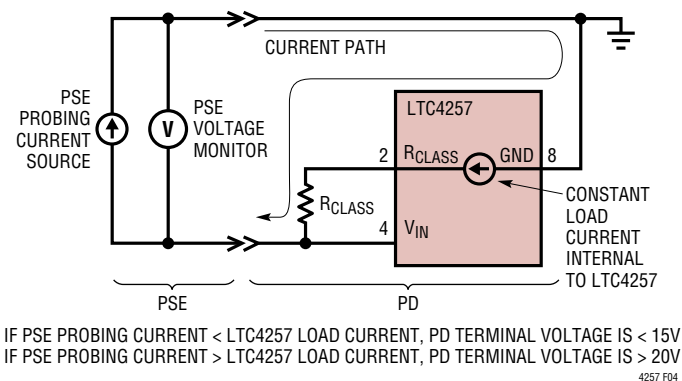 CURRENT PATH
PSE
PROBING
CURRENT
SOURCE
V
PSE
VOLTAGE
MONITOR
LTC4257
2
RCLASS
GND
8
RCLASS
4
VIN
CONSTANT
LOAD
CURRENT
INTERNAL
TO LTC4257
PSE
PD
IF PSE PROBING CURRENT < LTC4257 LOAD CURRENT, PD TERMINAL VOLTAGE IS < 15V
IF PSE PROBING CURRENT > LTC4257 LOAD CURRENT, PD TERMINAL VOLTAGE IS > 20V
4257 F04